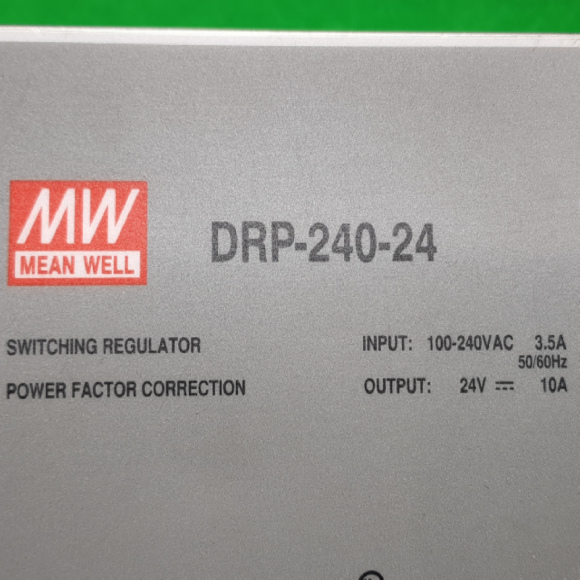 MW
MEAN WELL
DRP-240-24
SWITCHING REGULATOR
INPUT: 100-240VAC 3.5A
50/60Hz
POWER FACTOR CORRECTION
OUTPUT: 24V ⎓ 10A